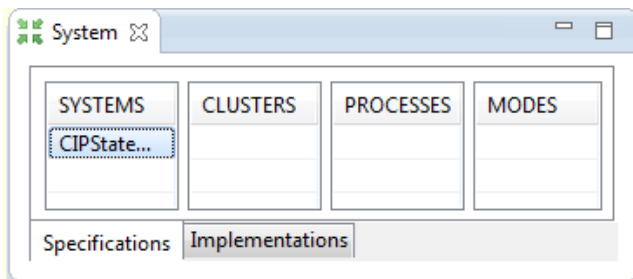 System
SYSTEMS CLUSTERS PROCESSES MODES
CIPState...
Specifications Implementations